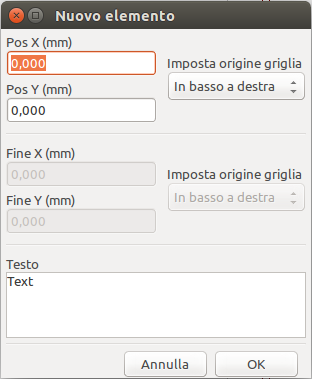 Nuovo elemento
Pos X (mm)
0,000
Imposta origine griglia
In basso a destra
Pos Y (mm)
0,000
Fine X (mm)
0,000
Imposta origine griglia
In basso a destra
Fine Y (mm)
0,000
Testo
Text
Annulla OK